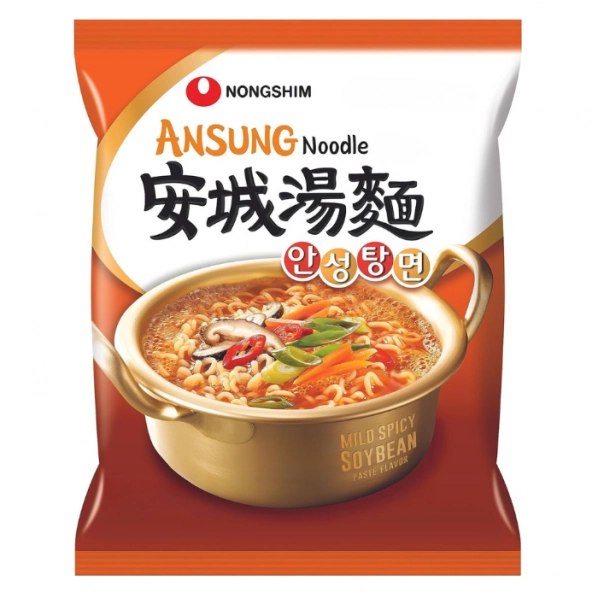 NONGSHIM
ANSUNG Noodle
安城湯麵
안성탕면
MILD SPICY
SOYBEAN
PASTE FLAVOR